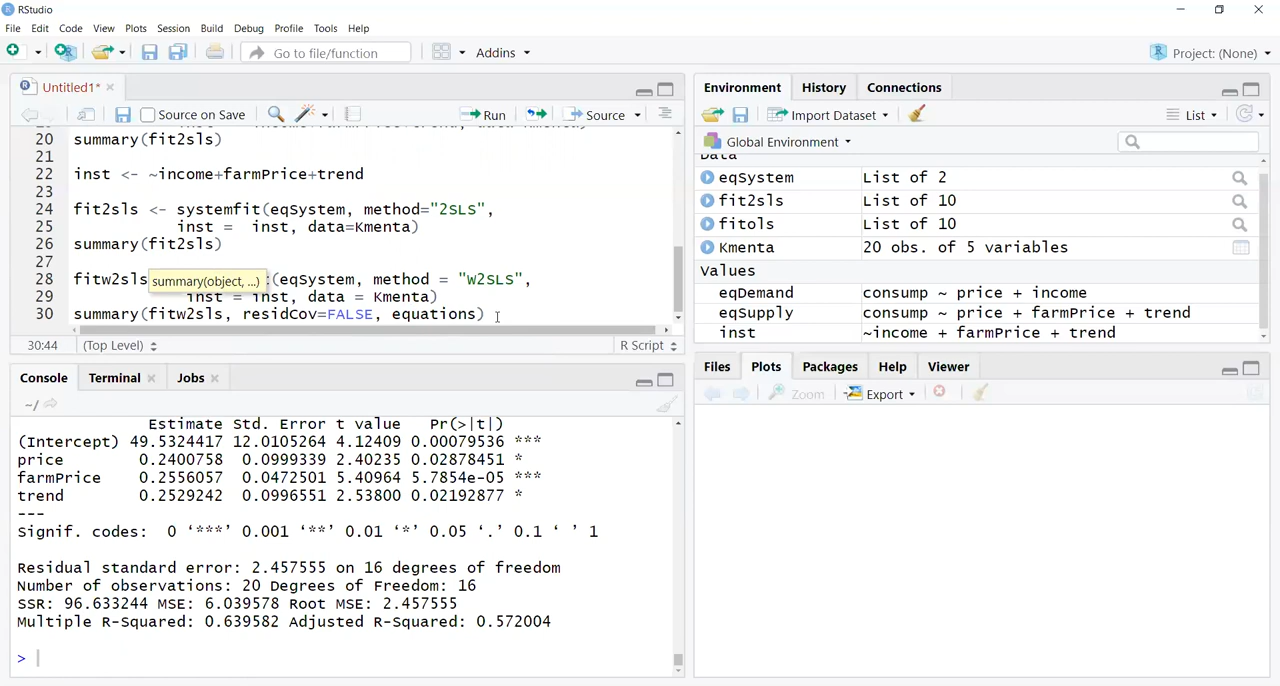 RStudio
File Edit Code View Plots Session Build Debug Profile Tools Help
Go to file/function Addins Project: (None)
Untitled1*
Source on Save Run Source
20 summary(fit2sls)
21
22 inst <- ~income+farmPrice+trend
23
24 fit2sls <- systemfit(eqSystem, method="2SLS",
25 inst = inst, data=Kmenta)
26 summary(fit2sls)
27
28 fitw2sls (eqSystem, method = "W2SLS",
summary(object, ...)
29 inst = inst, data = Kmenta)
30 summary(fitw2sls, residCov=FALSE, equations)
30:44 (Top Level) R Script
Console Terminal Jobs
~/
Estimate Std. Error t value Pr(>|t|)
(Intercept) 49.5324417 12.0105264 4.12409 0.00079536 ***
price 0.2400758 0.0999339 2.40235 0.02878451 *
farmPrice 0.2556057 0.0472501 5.40964 5.7854e-05 ***
trend 0.2529242 0.0996551 2.53800 0.02192877 *
---
Signif. codes: 0 ‘***’ 0.001 ‘**’ 0.01 ‘*’ 0.05 ‘.’ 0.1 ‘ ’ 1
Residual standard error: 2.457555 on 16 degrees of freedom
Number of observations: 20 Degrees of Freedom: 16
SSR: 96.633244 MSE: 6.039578 Root MSE: 2.457555
Multiple R-Squared: 0.639582 Adjusted R-Squared: 0.572004
>
Environment History Connections
Import Dataset List
Global Environment
Data
eqSystem List of 2
fit2sls List of 10
fitols List of 10
Kmenta 20 obs. of 5 variables
Values
eqDemand consump ~ price + income
eqSupply consump ~ price + farmPrice + trend
inst ~income + farmPrice + trend
Files Plots Packages Help Viewer
Zoom Export